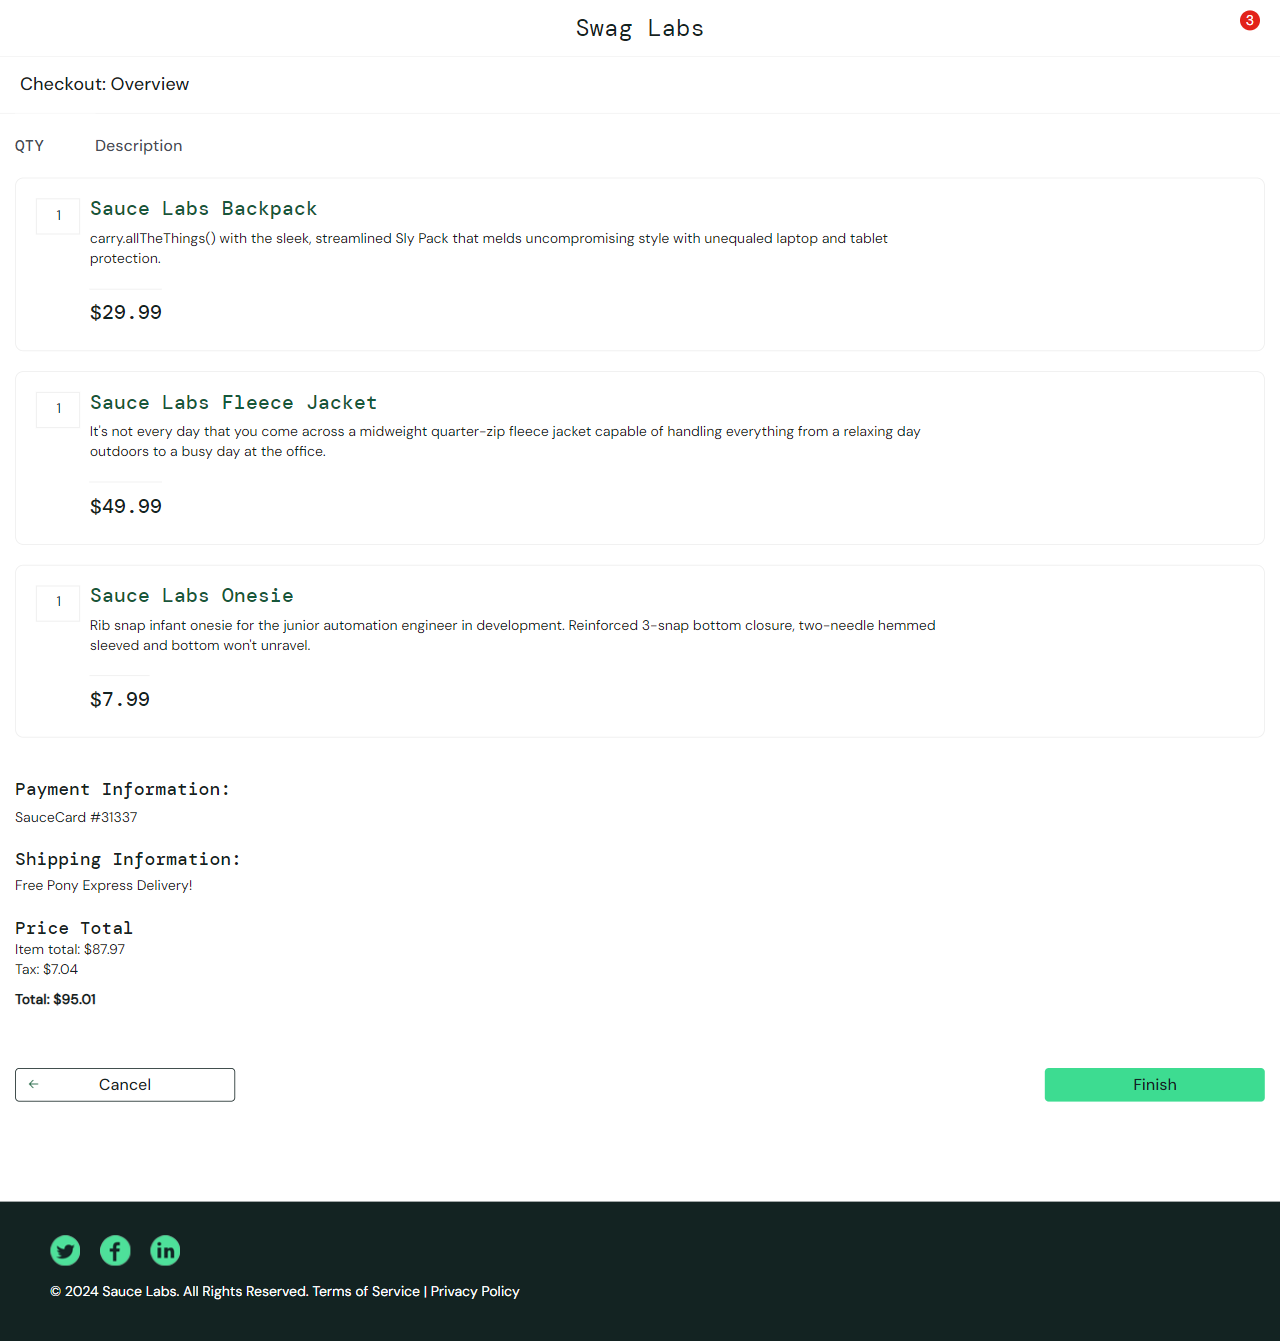 Swag Labs
3
Checkout: Overview
QTY Description
1
Sauce Labs Backpack
carry.allTheThings() with the sleek, streamlined Sly Pack that melds uncompromising style with unequaled laptop and tablet
protection.
$29.99
1
Sauce Labs Fleece Jacket
It's not every day that you come across a midweight quarter-zip fleece jacket capable of handling everything from a relaxing day
outdoors to a busy day at the office.
$49.99
1
Sauce Labs Onesie
Rib snap infant onesie for the junior automation engineer in development. Reinforced 3-snap bottom closure, two-needle hemmed
sleeved and bottom won't unravel.
$7.99
Payment Information:
SauceCard #31337
Shipping Information:
Free Pony Express Delivery!
Price Total
Item total: $87.97
Tax: $7.04
Total: $95.01
Cancel
Finish
© 2024 Sauce Labs. All Rights Reserved. Terms of Service | Privacy Policy